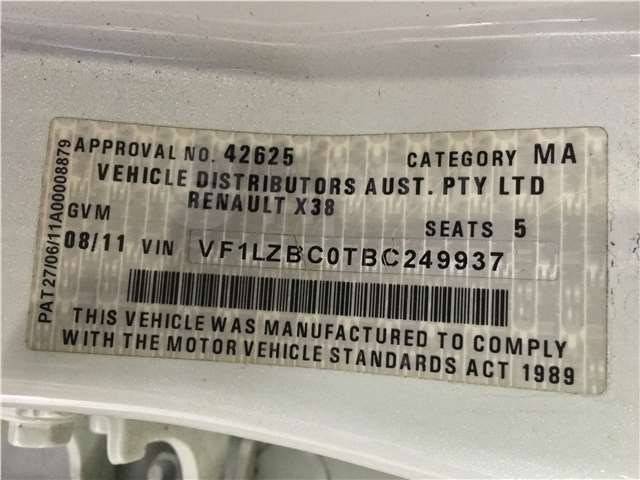 APPROVAL NO. 42625 CATEGORY MA
VEHICLE DISTRIBUTORS AUST. PTY LTD
RENAULT X38
GVM SEATS 5
08/11 VIN VF1LZBC0TBC249937
THIS VEHICLE WAS MANUFACTURED TO COMPLY
WITH THE MOTOR VEHICLE STANDARDS ACT 1989
PAT27/06/11A00008879